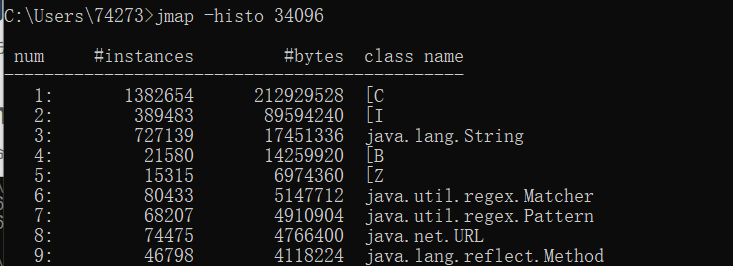 C:\Users\74273>jmap -histo 34096
num #instances #bytes class name
----------------------------------------------
1: 1382654 212929528 [C
2: 389483 89594240 [I
3: 727139 17451336 java.lang.String
4: 21580 14259920 [B
5: 15315 6974360 [Z
6: 80433 5147712 java.util.regex.Matcher
7: 68207 4910904 java.util.regex.Pattern
8: 74475 4766400 java.net.URL
9: 46798 4118224 java.lang.reflect.Method